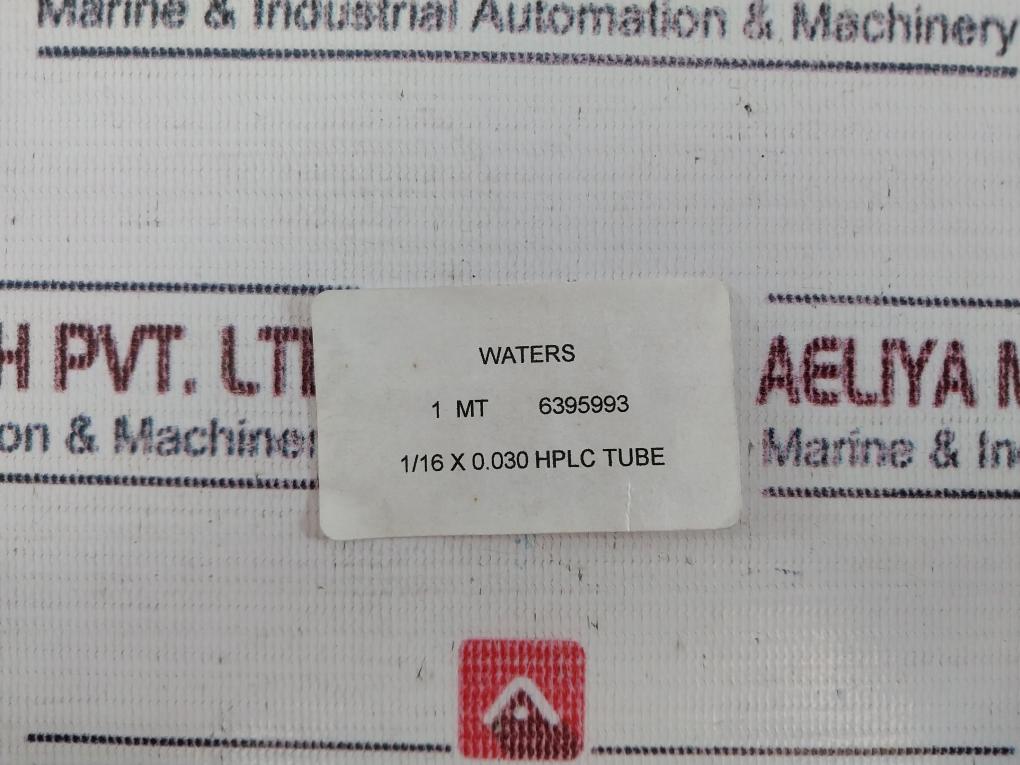 Marine & Industrial Automation & Machinery
H PVT. LT
on & Machine
WATERS
1 MT 6395993
1/16 X 0.030 HPLC TUBE
AELIYA M
Marine & In